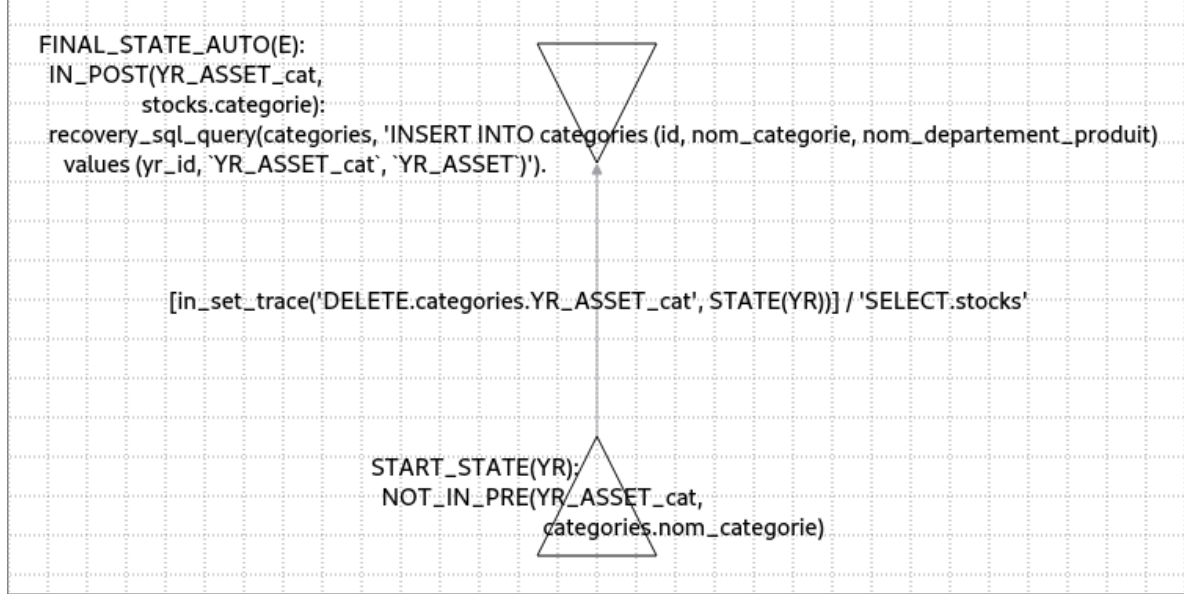 FINAL_STATE_AUTO(E):
IN_POST(YR_ASSET_cat,
stocks.categorie):
recovery_sql_query(categories, 'INSERT INTO categories (id, nom_categorie, nom_departement_produit)
values (yr_id, `YR_ASSET_cat`, `YR_ASSET`)').
[in_set_trace('DELETE.categories.YR_ASSET_cat', STATE(YR))] / 'SELECT.stocks'
START_STATE(YR):
NOT_IN_PRE(YR_ASSET_cat,
categories.nom_categorie)